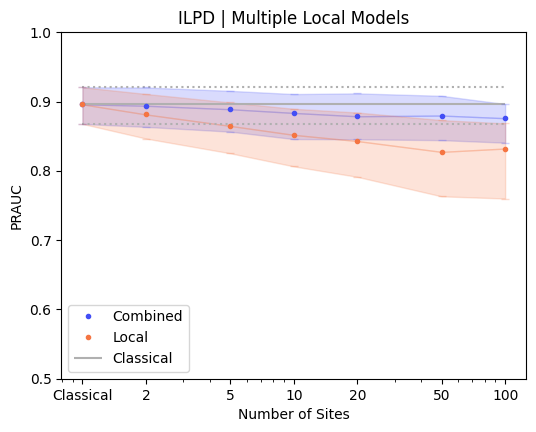 ILPD | Multiple Local Models
PRAUC
1.0
0.9
0.8
0.7
0.6
0.5
Combined
Local
Classical
Classical 2 5 10 20 50 100
Number of Sites